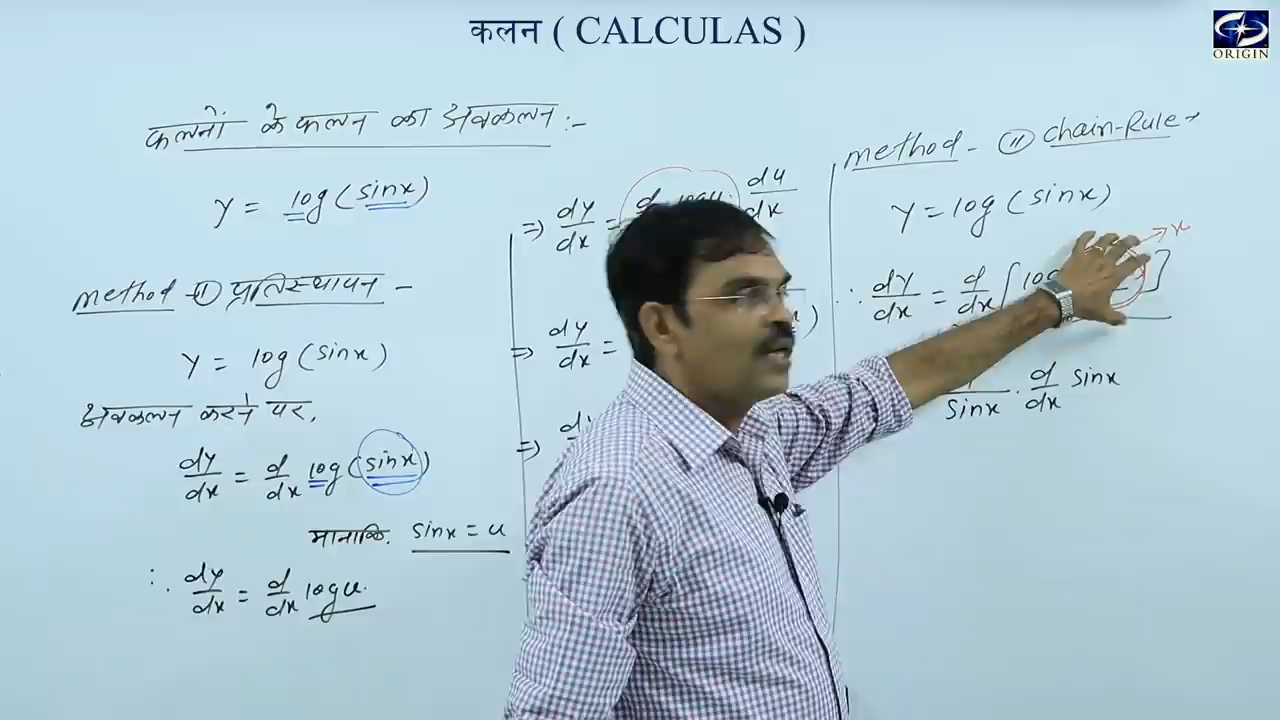 कलन ( CALCULAS )
ORIGIN
कलनों के कलन का अवकलन :-
y = log (sinx)
method - (I) प्रतिस्थापन -
y = log (sinx)
अवकलन करने पर,
dy/dx = d/dx log (sinx)
मानाकि. sinx = u
∴ dy/dx = d/dx log u.
⇒ dy/dx = du/dx
⇒ dy/dx =
⇒
method - (II) Chain-Rule →
y = log (sinx)
∴ dy/dx = d/dx [ ]
→ x
sinx . d/dx sinx